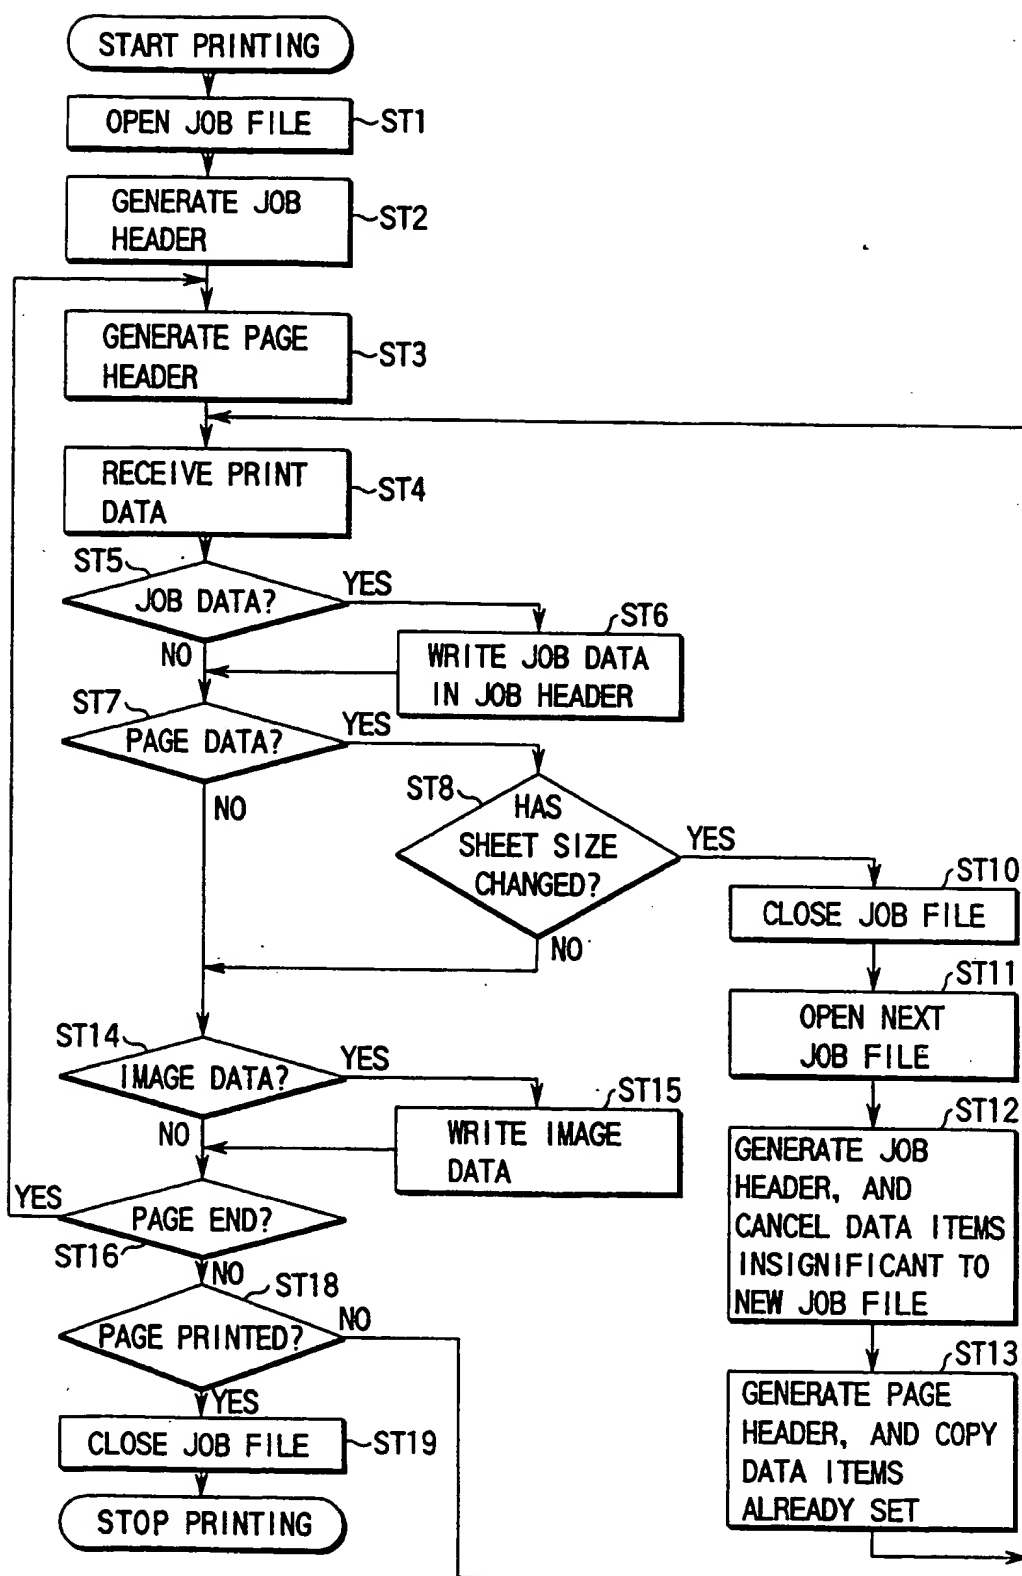 START PRINTING
OPEN JOB FILE
ST1
GENERATE JOB
HEADER
ST2
GENERATE PAGE
HEADER
ST3
RECEIVE PRINT
DATA
ST4
ST5
JOB DATA?
YES
NO
ST6
WRITE JOB DATA
IN JOB HEADER
ST7
PAGE DATA?
YES
NO
ST8
HAS
SHEET SIZE
CHANGED?
YES
NO
ST10
CLOSE JOB FILE
ST11
OPEN NEXT
JOB FILE
ST12
GENERATE JOB
HEADER, AND
CANCEL DATA ITEMS
INSIGNIFICANT TO
NEW JOB FILE
ST13
GENERATE PAGE
HEADER, AND COPY
DATA ITEMS
ALREADY SET
ST14
IMAGE DATA?
YES
NO
ST15
WRITE IMAGE
DATA
YES
PAGE END?
ST16
NO
ST18
PAGE PRINTED?
NO
YES
CLOSE JOB FILE
ST19
STOP PRINTING